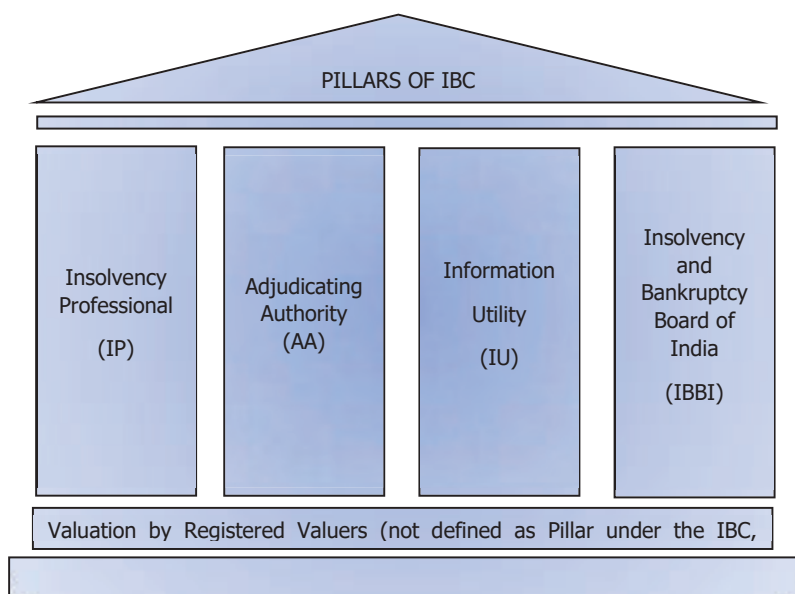 PILLARS OF IBC
Insolvency
Professional
(IP)
Adjudicating
Authority
(AA)
Information
Utility
(IU)
Insolvency
and
Bankruptcy
Board of
India
(IBBI)
Valuation by Registered Valuers (not defined as Pillar under the IBC,